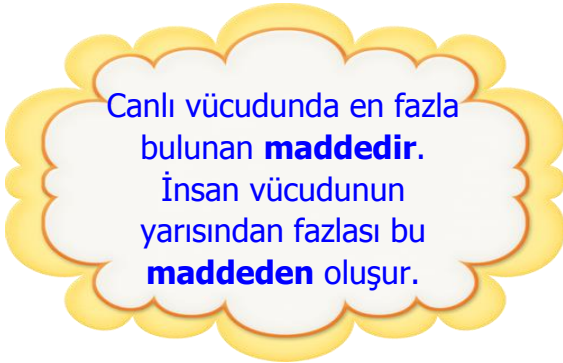 Canlı vücudunda en fazla
bulunan maddedir.
İnsan vücudunun
yarısından fazlası bu
maddeden oluşur.